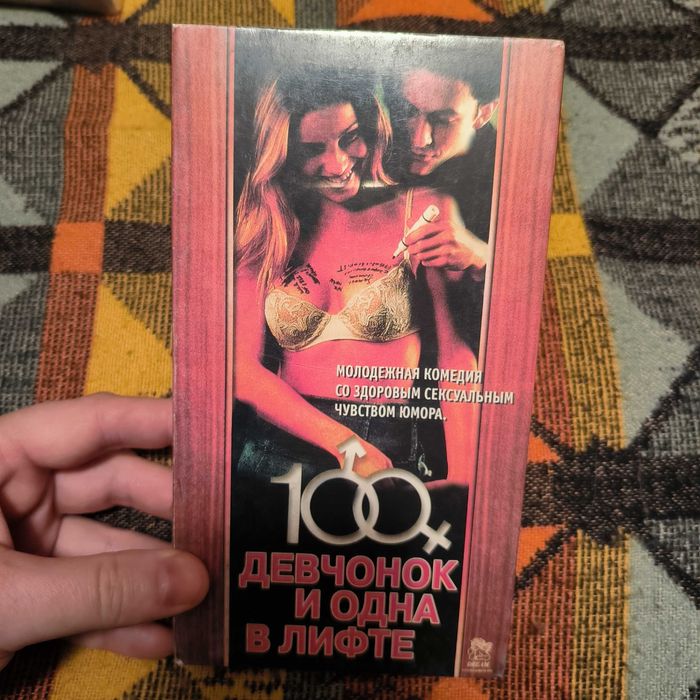 МОЛОДЕЖНАЯ КОМЕДИЯ
СО ЗДОРОВЫМ СЕКСУАЛЬНЫМ
ЧУВСТВОМ ЮМОРА.
100
ДЕВЧОНОК
И ОДНА
В ЛИФТЕ